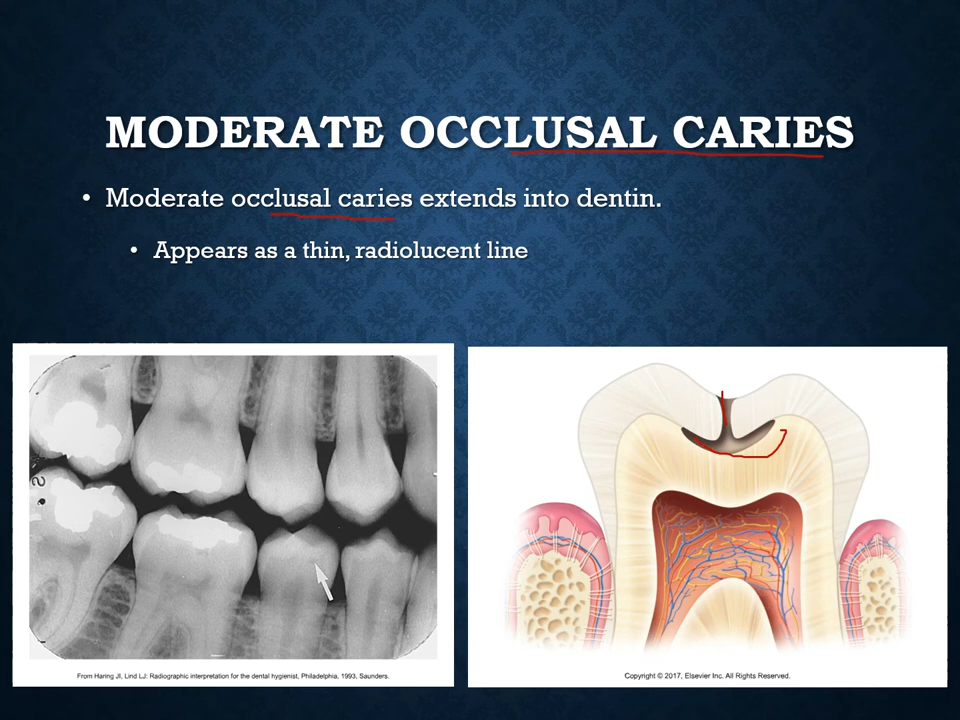 MODERATE OCCLUSAL CARIES
• Moderate occlusal caries extends into dentin.
• Appears as a thin, radiolucent line
From Haring JI, Lind LJ: Radiographic interpretation for the dental hygienist, Philadelphia, 1993, Saunders.
Copyright © 2017, Elsevier Inc. All Rights Reserved.